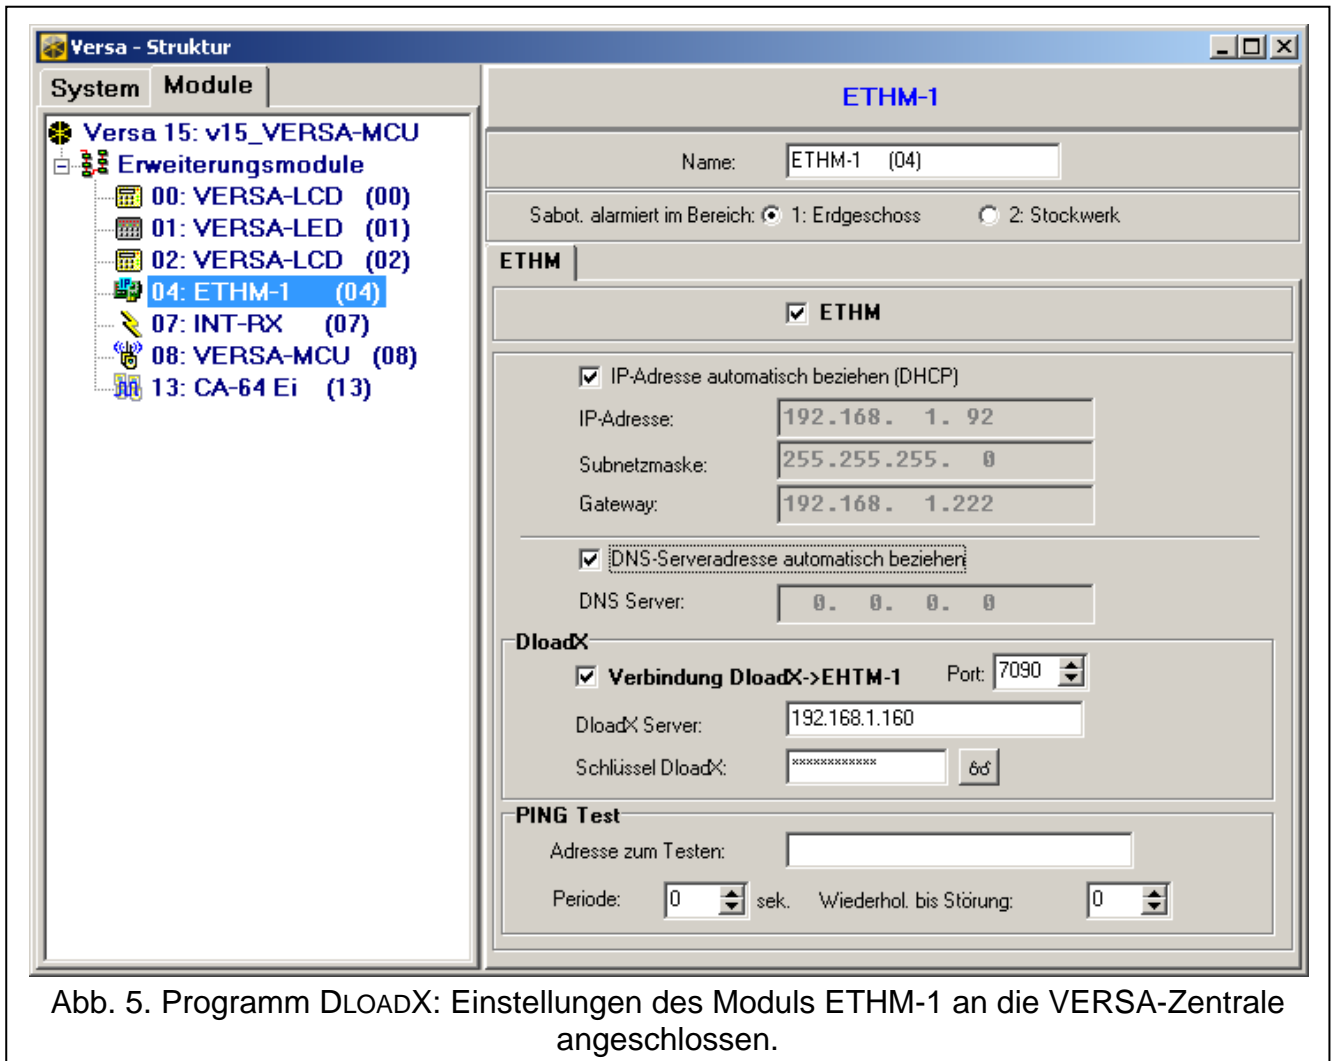 Versa - Struktur
System Module
Versa 15: v15_VERSA-MCU
Erweiterungsmodule
00: VERSA-LCD (00)
01: VERSA-LED (01)
02: VERSA-LCD (02)
04: ETHM-1 (04)
07: INT-RX (07)
08: VERSA-MCU (08)
13: CA-64 Ei (13)
ETHM-1
Name: ETHM-1 (04)
Sabot. alarmiert im Bereich: 1: Erdgeschoss 2: Stockwerk
ETHM
ETHM
IP-Adresse automatisch beziehen (DHCP)
IP-Adresse: 192.168. 1. 92
Subnetzmaske: 255.255.255. 0
Gateway: 192.168. 1.222
DNS-Serveradresse automatisch beziehen
DNS Server: 0. 0. 0. 0
DloadX
Verbindung DloadX->EHTM-1 Port: 7090
DloadX Server: 192.168.1.160
Schlüssel DloadX: ************
PING Test
Adresse zum Testen:
Periode: 0 sek. Wiederhol. bis Störung: 0
Abb. 5. Programm DLOADX: Einstellungen des Moduls ETHM-1 an die VERSA-Zentrale
angeschlossen.